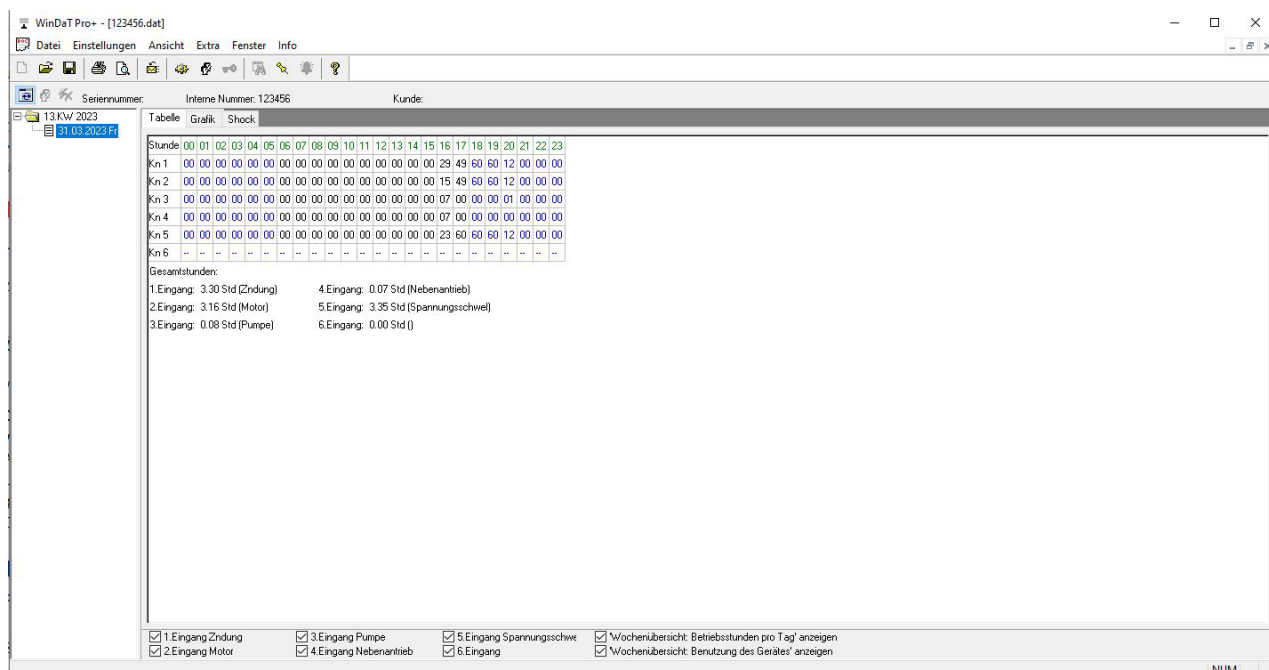 WinDaT Pro+ - [123456.dat]
Datei Einstellungen Ansicht Extra Fenster Info
Seriennummer: Interne Nummer: 123456 Kunde:
13.KW 2023
31.03.2023 Fr
Tabelle Grafik Shock
Stunde 00 01 02 03 04 05 06 07 08 09 10 11 12 13 14 15 16 17 18 19 20 21 22 23
Kn 1 00 00 00 00 00 00 00 00 00 00 00 00 00 00 00 00 29 49 60 60 12 00 00 00
Kn 2 00 00 00 00 00 00 00 00 00 00 00 00 00 00 00 00 15 49 60 60 12 00 00 00
Kn 3 00 00 00 00 00 00 00 00 00 00 00 00 00 00 00 00 07 00 00 00 01 00 00 00
Kn 4 00 00 00 00 00 00 00 00 00 00 00 00 00 00 00 00 07 00 00 00 00 00 00 00
Kn 5 00 00 00 00 00 00 00 00 00 00 00 00 00 00 00 00 23 60 60 60 12 00 00 00
Kn 6 -- -- -- -- -- -- -- -- -- -- -- -- -- -- -- -- -- -- -- -- -- -- -- --
Gesamtstunden:
1.Eingang: 3.30 Std (Zndung) 4.Eingang: 0.07 Std (Nebenantrieb)
2.Eingang: 3.16 Std (Motor) 5.Eingang: 3.35 Std (Spannungsschwel)
3.Eingang: 0.08 Std (Pumpe) 6.Eingang: 0.00 Std ()
1.Eingang Zndung 3.Eingang Pumpe 5.Eingang Spannungsschwe 'Wochenübersicht: Betriebsstunden pro Tag' anzeigen
2.Eingang Motor 4.Eingang Nebenantrieb 6.Eingang 'Wochenübersicht: Benutzung des Gerätes' anzeigen
NUM